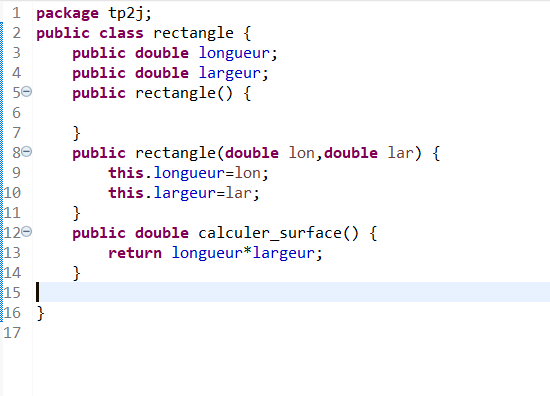 1 package tp2j;
2 public class rectangle {
3     public double longueur;
4     public double largeur;
5     public rectangle() {
6
7     }
8     public rectangle(double lon,double lar) {
9         this.longueur=lon;
10         this.largeur=lar;
11     }
12     public double calculer_surface() {
13         return longueur*largeur;
14     }
15
16 }
17